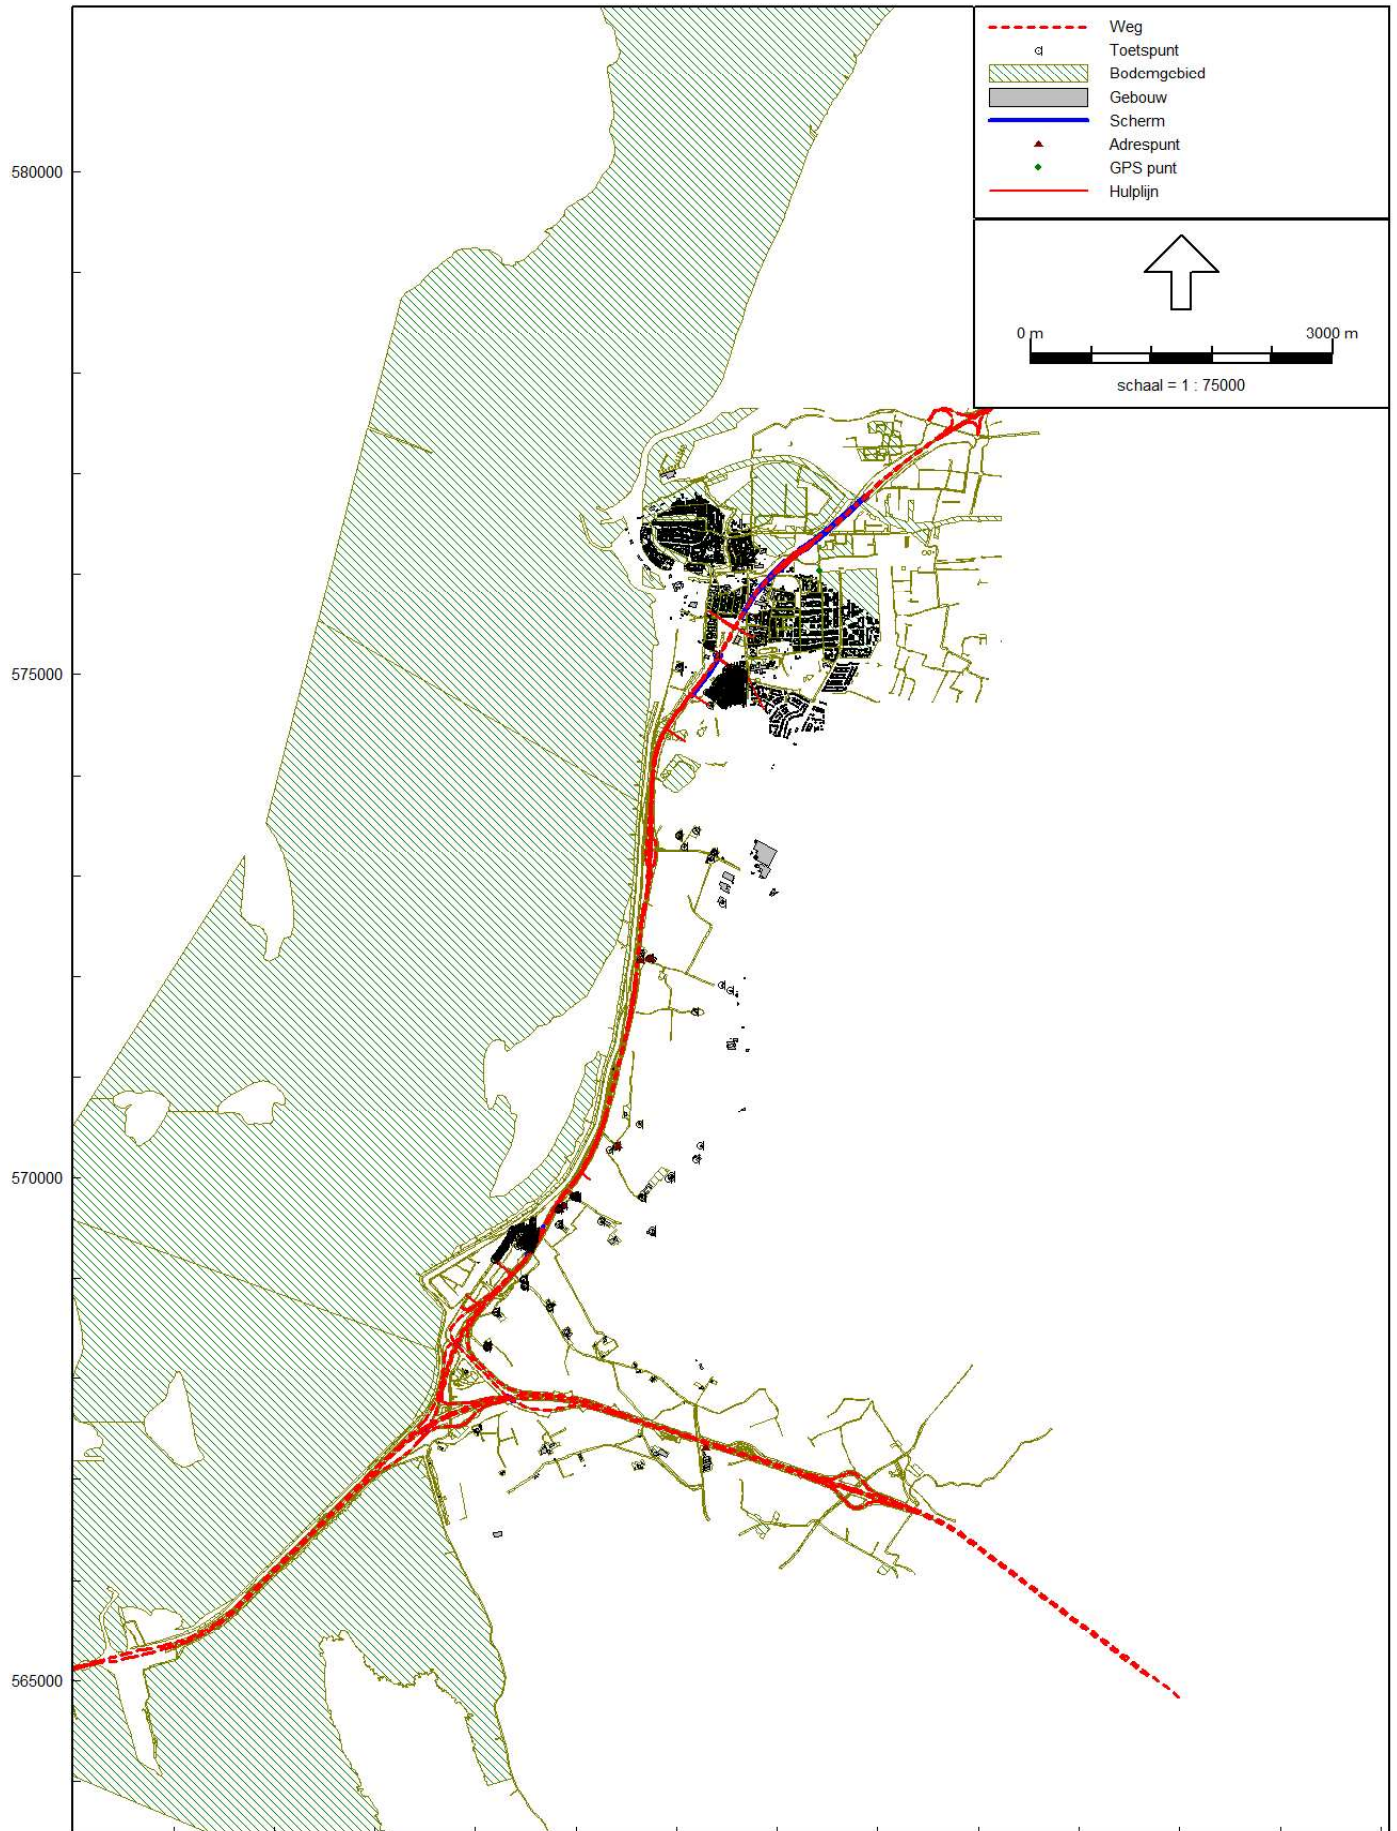 Weg
Toetspunt
Bodemgebied
Gebouw
Scherm
Adrespunt
GPS punt
Hulplijn
0 m 3000 m
schaal = 1 : 75000
580000
575000
570000
565000